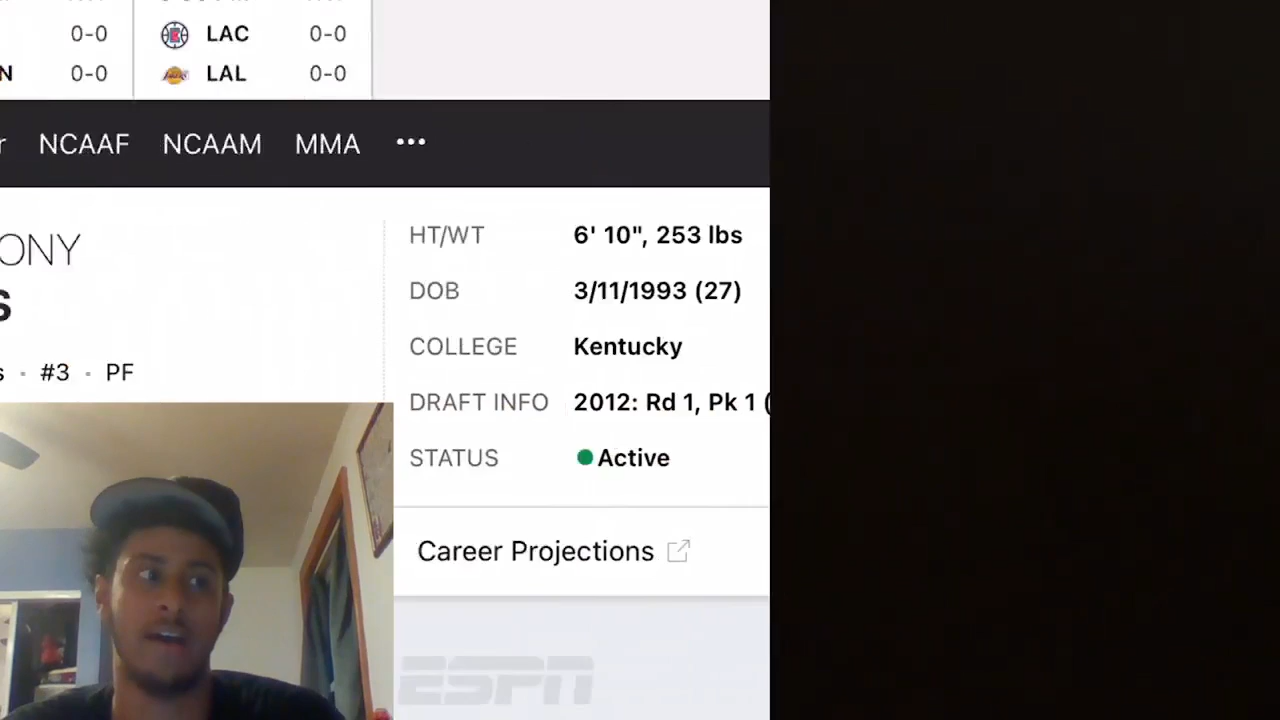 0-0 LAC 0-0
N 0-0 LAL 0-0
r NCAAF NCAAM MMA •••
ONY
S
s · #3 · PF
HT/WT 6' 10", 253 lbs
DOB 3/11/1993 (27)
COLLEGE Kentucky
DRAFT INFO 2012: Rd 1, Pk 1 (
STATUS Active
Career Projections
ESPN